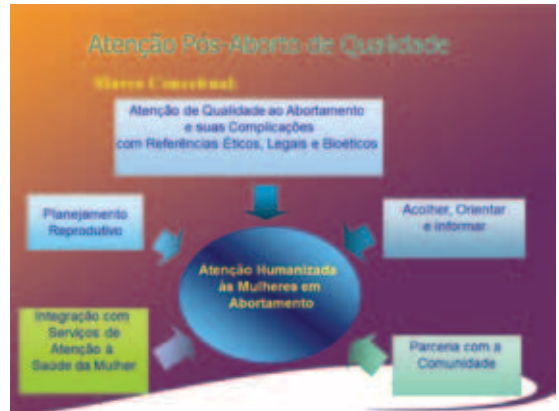 Atenção Pós-Aborto de Qualidade
Marco Conceitual:
Atenção de Qualidade ao Abortamento
e suas Complicações
com Referências Éticos, Legais e Bioéticos
Planejamento
Reprodutivo
Acolher, Orientar
e informar
Atenção Humanizada
às Mulheres em
Abortamento
Integração com
Serviços de
Atenção à
Saúde da Mulher
Parceria com a
Comunidade